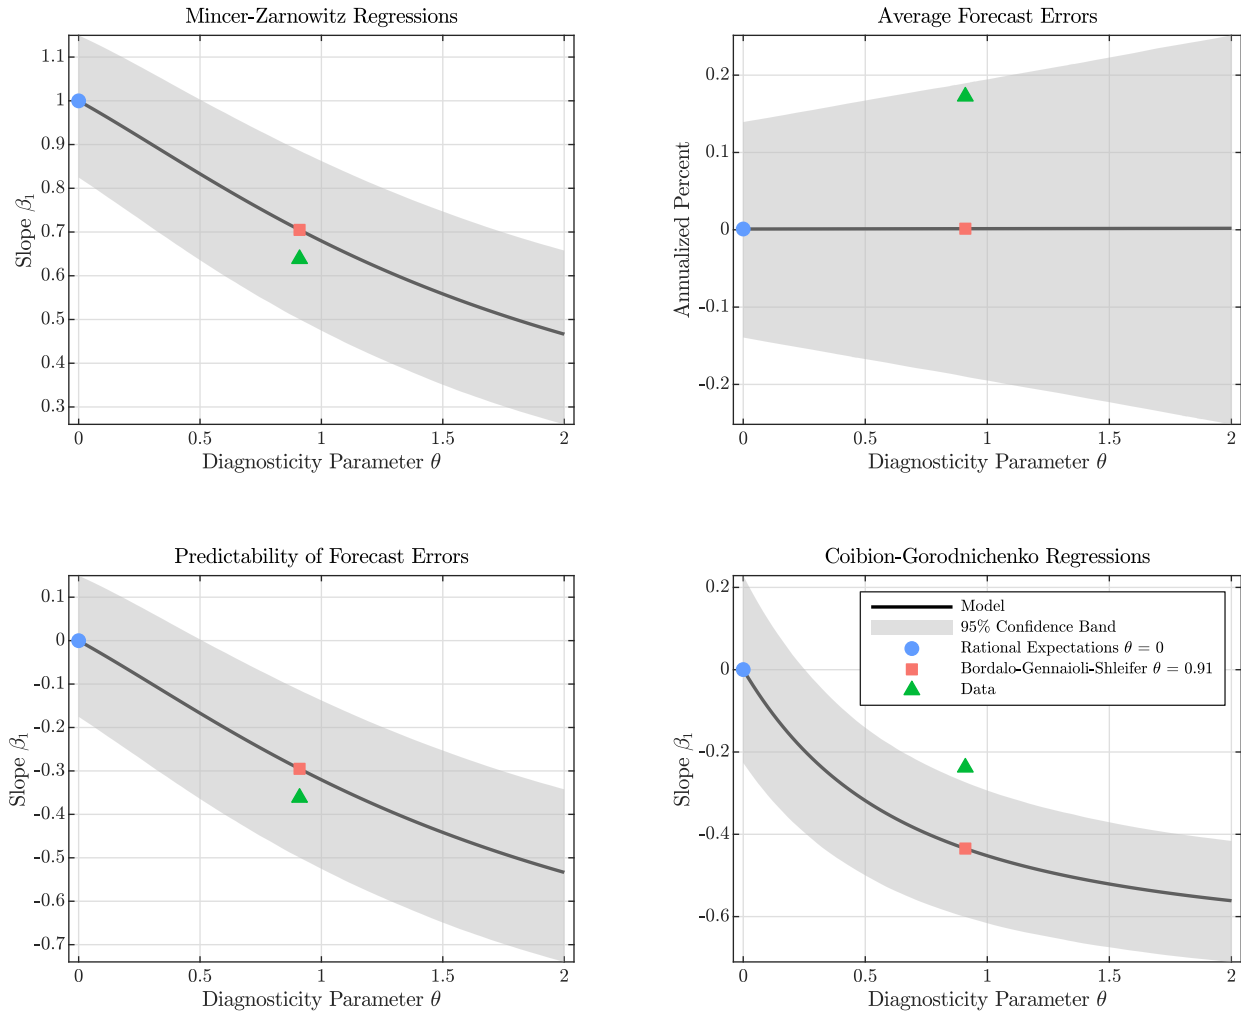 Mincer-Zarnowitz Regressions
1.1
1
0.9
0.8
0.7
0.6
0.5
0.4
0.3
Slope β1
0 0.5 1 1.5 2
Diagnosticity Parameter θ
Average Forecast Errors
0.2
0.1
0
-0.1
-0.2
Annualized Percent
0 0.5 1 1.5 2
Diagnosticity Parameter θ
Predictability of Forecast Errors
0.1
0
-0.1
-0.2
-0.3
-0.4
-0.5
-0.6
-0.7
Slope β1
0 0.5 1 1.5 2
Diagnosticity Parameter θ
Coibion-Gorodnichenko Regressions
0.2
0
-0.2
-0.4
-0.6
Slope β1
Model
95% Confidence Band
Rational Expectations θ = 0
Bordalo-Gennaioli-Shleifer θ = 0.91
Data
0 0.5 1 1.5 2
Diagnosticity Parameter θ